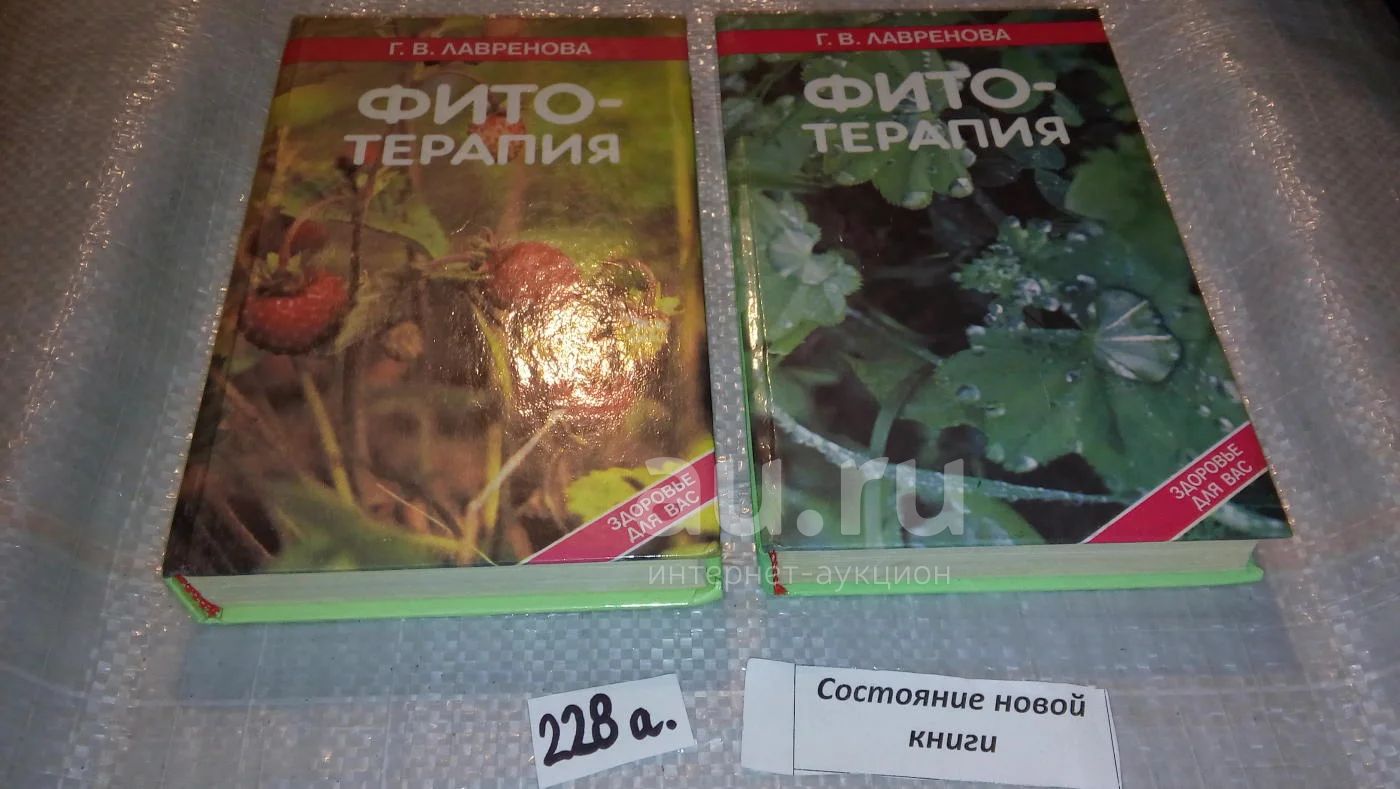 Г. В. ЛАВРЕНОВА
ФИТО-
ТЕРАПИЯ
ЗДОРОВЬЕ
ДЛЯ ВАС
Г. В. ЛАВРЕНОВА
ФИТО-
ТЕРАПИЯ
ЗДОРОВЬЕ
ДЛЯ ВАС
au.ru
интернет-аукцион
228 а.
Состояние новой
книги